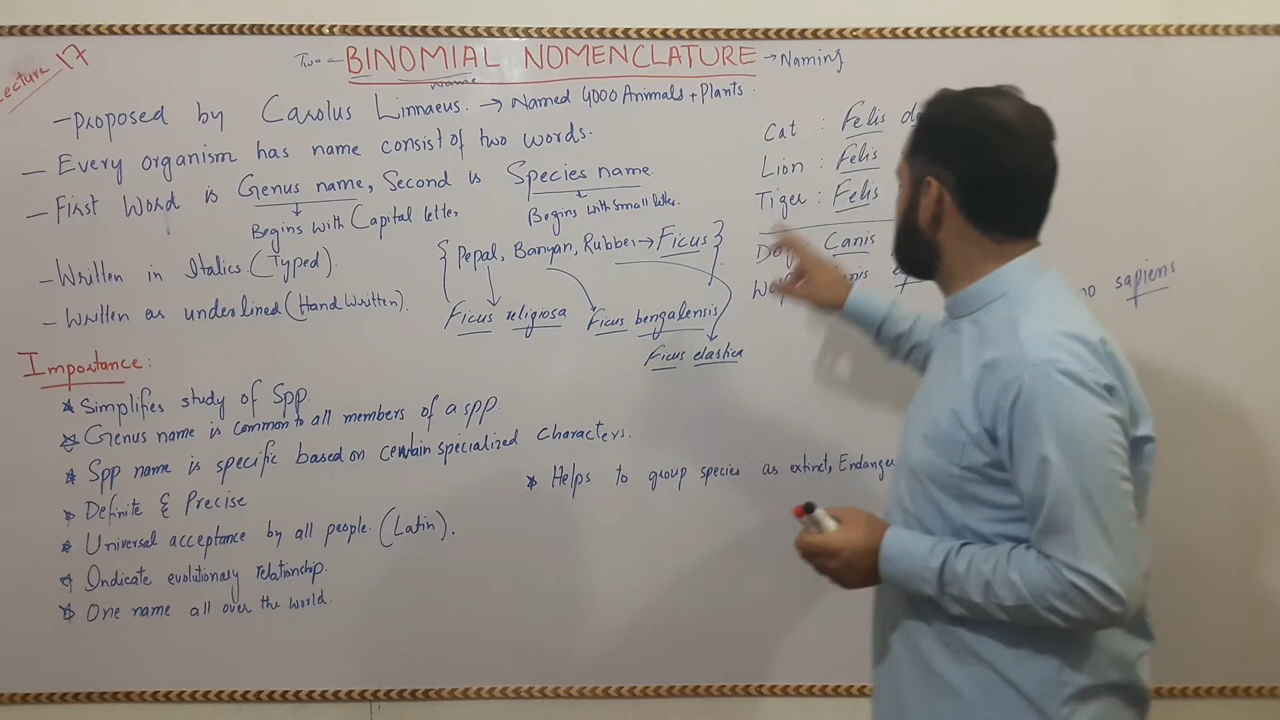 Lecture 17
Two ← BINOMIAL NOMENCLATURE → Naming
Name
- Proposed by Carolus Linnaeus. → Named 4000 Animals + Plants
- Every organism has name consist of two words.
- First Word is Genus name, Second is Species name.
Begins with Capital letter
Begins with small letter.
- Written in Italics. (Typed).
- Written as underlined (Hand Written).
{ Pepal, Banyan, Rubber → Ficus }
Ficus religiosa
Ficus bengalensis
Ficus elastica
Cat : Felis
Lion : Felis
Tiger : Felis
Canis
sapiens
Importance:
* Simplifies study of Spp.
* Genus name is common to all members of a spp.
* Spp name is specific based on certain specialized characters.
* Definite & Precise
* Universal acceptance by all people. (Latin).
* Indicate evolutionary relationship.
* One name all over the world.
* Helps to group species as extinct, Endanger